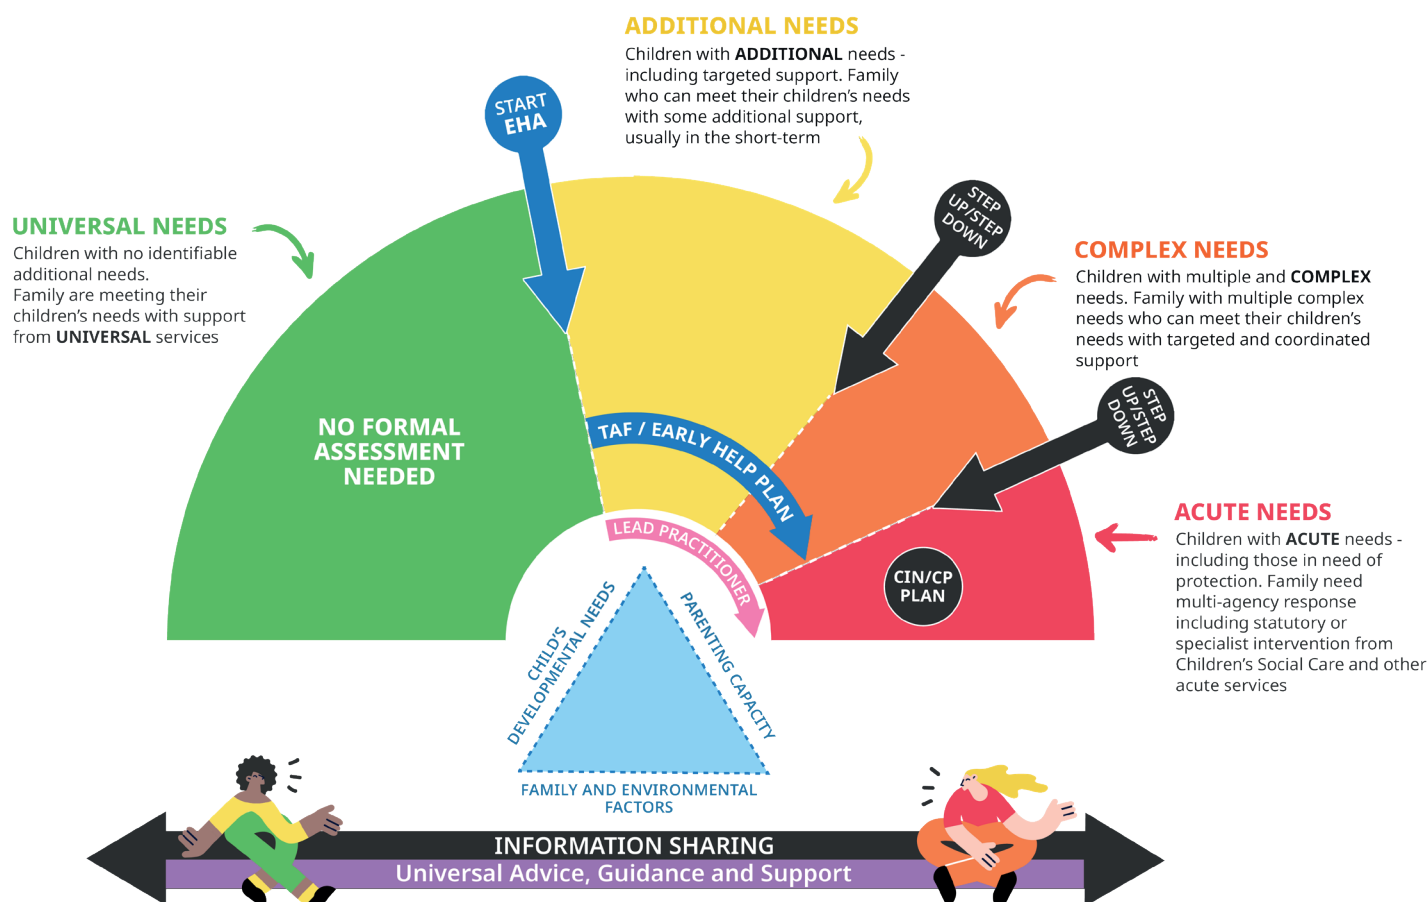 ADDITIONAL NEEDS
Children with ADDITIONAL needs -
including targeted support. Family
who can meet their children's needs
with some additional support,
usually in the short-term
START
EHA
UNIVERSAL NEEDS
Children with no identifiable
additional needs.
Family are meeting their
children's needs with support
from UNIVERSAL services
STEP
UP/STEP
DOWN
COMPLEX NEEDS
Children with multiple and COMPLEX
needs. Family with multiple complex
needs who can meet their children's
needs with targeted and coordinated
support
STEP
UP/STEP
DOWN
NO FORMAL
ASSESSMENT
NEEDED
TAF / EARLY HELP PLAN
LEAD PRACTITIONER
CIN/CP
PLAN
ACUTE NEEDS
Children with ACUTE needs -
including those in need of
protection. Family need
multi-agency response
including statutory or
specialist intervention from
Children's Social Care and other
acute services
CHILD'S
DEVELOPMENTAL NEEDS
PARENTING CAPACITY
FAMILY AND ENVIRONMENTAL
FACTORS
INFORMATION SHARING
Universal Advice, Guidance and Support